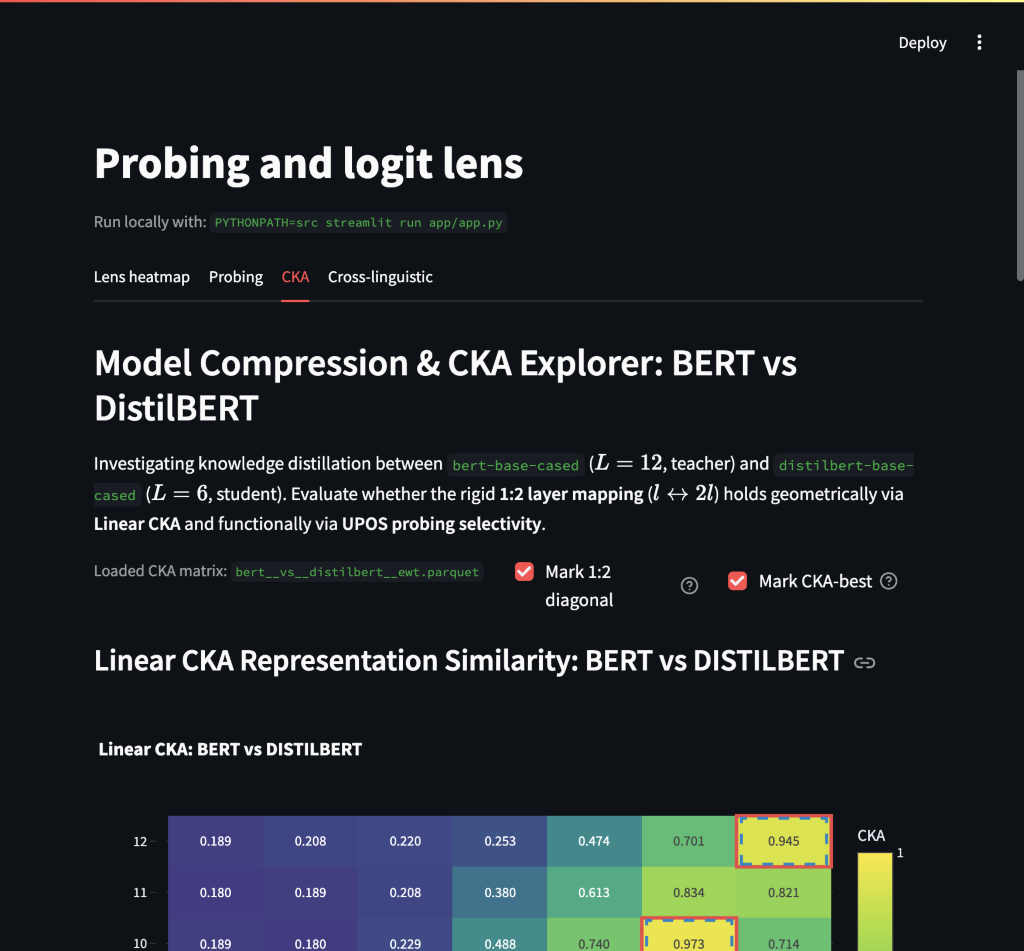 Deploy
Probing and logit lens
Run locally with: PYTHONPATH=src streamlit run app/app.py
Lens heatmap Probing CKA Cross-linguistic
Model Compression & CKA Explorer: BERT vs
DistilBERT
Investigating knowledge distillation between bert-base-cased (L = 12, teacher) and distilbert-base-
cased (L = 6, student). Evaluate whether the rigid 1:2 layer mapping (l ↔ 2l) holds geometrically via
Linear CKA and functionally via UPOS probing selectivity.
Loaded CKA matrix: bert__vs__distilbert__ewt.parquet
Mark 1:2
diagonal
Mark CKA-best
Linear CKA Representation Similarity: BERT vs DISTILBERT
Linear CKA: BERT vs DISTILBERT
12 0.189 0.208 0.220 0.253 0.474 0.701 0.945
11 0.180 0.189 0.208 0.380 0.613 0.834 0.821
10 0.189 0.180 0.229 0.488 0.740 0.973 0.714
CKA
1